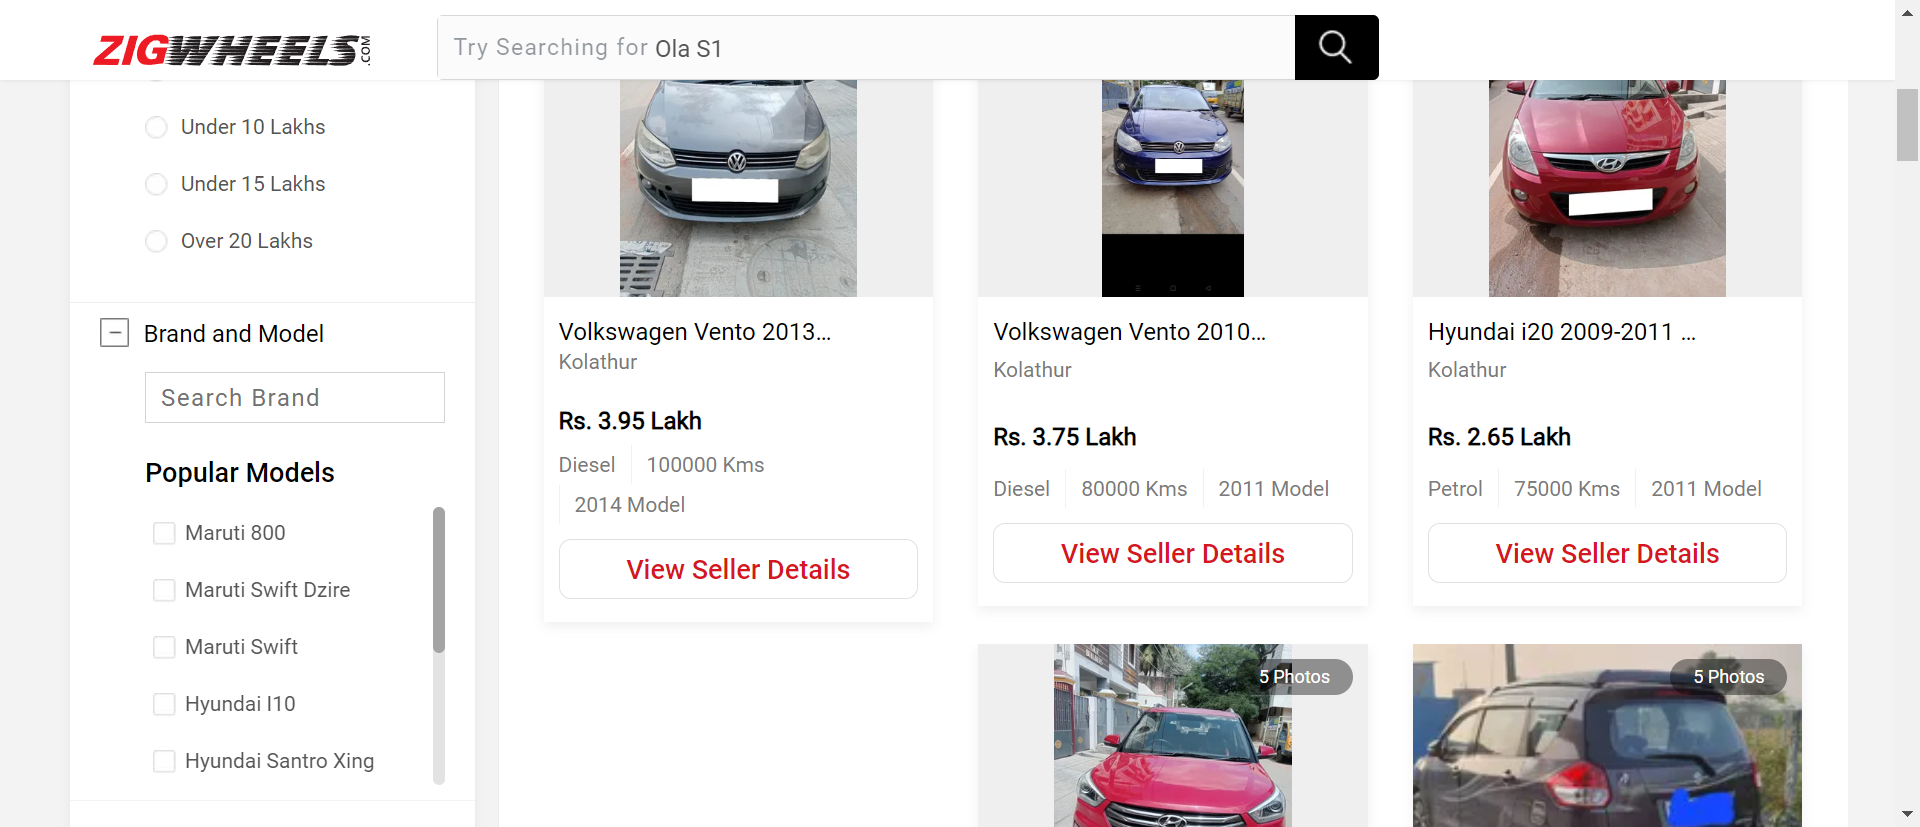 ZIGWHEELS.COM
Try Searching for Ola S1
Under 10 Lakhs
Under 15 Lakhs
Over 20 Lakhs
Brand and Model
Search Brand
Popular Models
Maruti 800
Maruti Swift Dzire
Maruti Swift
Hyundai I10
Hyundai Santro Xing
Volkswagen Vento 2013...
Kolathur
Rs. 3.95 Lakh
Diesel 100000 Kms
2014 Model
View Seller Details
Volkswagen Vento 2010...
Kolathur
Rs. 3.75 Lakh
Diesel 80000 Kms 2011 Model
View Seller Details
Hyundai i20 2009-2011 ...
Kolathur
Rs. 2.65 Lakh
Petrol 75000 Kms 2011 Model
View Seller Details
5 Photos
5 Photos